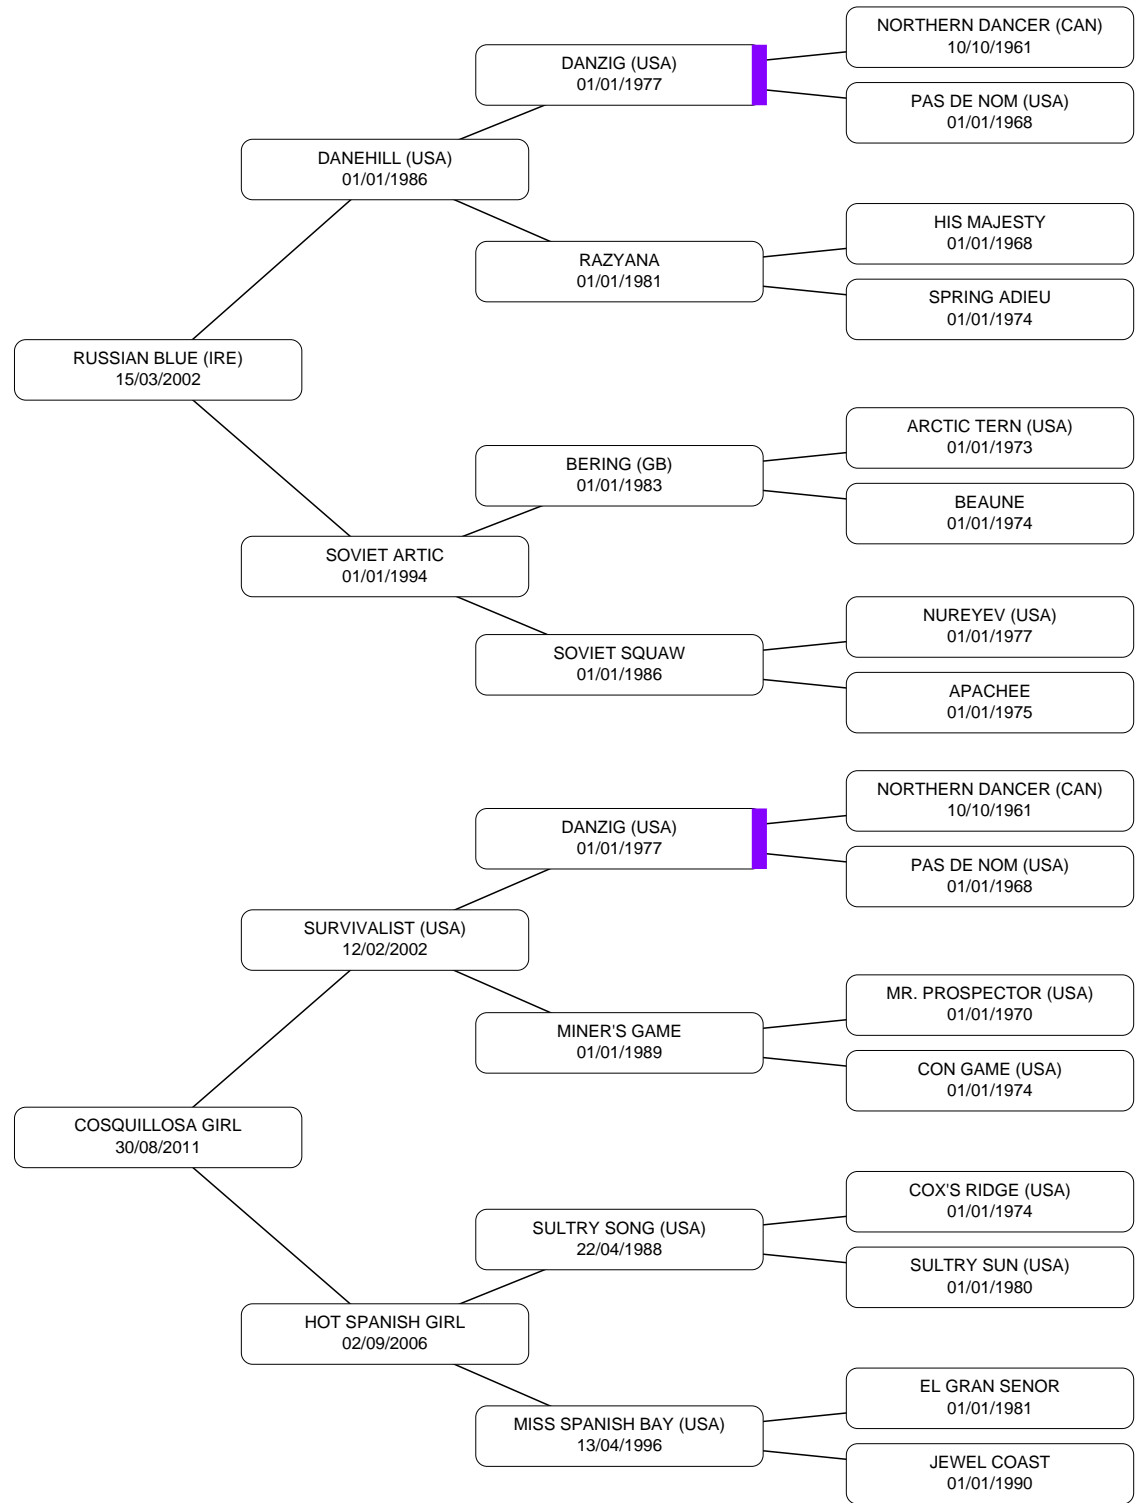 NORTHERN DANCER (CAN)
10/10/1961
DANZIG (USA)
01/01/1977
PAS DE NOM (USA)
01/01/1968
DANEHILL (USA)
01/01/1986
HIS MAJESTY
01/01/1968
RAZYANA
01/01/1981
SPRING ADIEU
01/01/1974
RUSSIAN BLUE (IRE)
15/03/2002
ARCTIC TERN (USA)
01/01/1973
BERING (GB)
01/01/1983
BEAUNE
01/01/1974
SOVIET ARTIC
01/01/1994
NUREYEV (USA)
01/01/1977
SOVIET SQUAW
01/01/1986
APACHEE
01/01/1975
NORTHERN DANCER (CAN)
10/10/1961
DANZIG (USA)
01/01/1977
PAS DE NOM (USA)
01/01/1968
SURVIVALIST (USA)
12/02/2002
MR. PROSPECTOR (USA)
01/01/1970
MINER'S GAME
01/01/1989
CON GAME (USA)
01/01/1974
COSQUILLOSA GIRL
30/08/2011
COX'S RIDGE (USA)
01/01/1974
SULTRY SONG (USA)
22/04/1988
SULTRY SUN (USA)
01/01/1980
HOT SPANISH GIRL
02/09/2006
EL GRAN SENOR
01/01/1981
MISS SPANISH BAY (USA)
13/04/1996
JEWEL COAST
01/01/1990